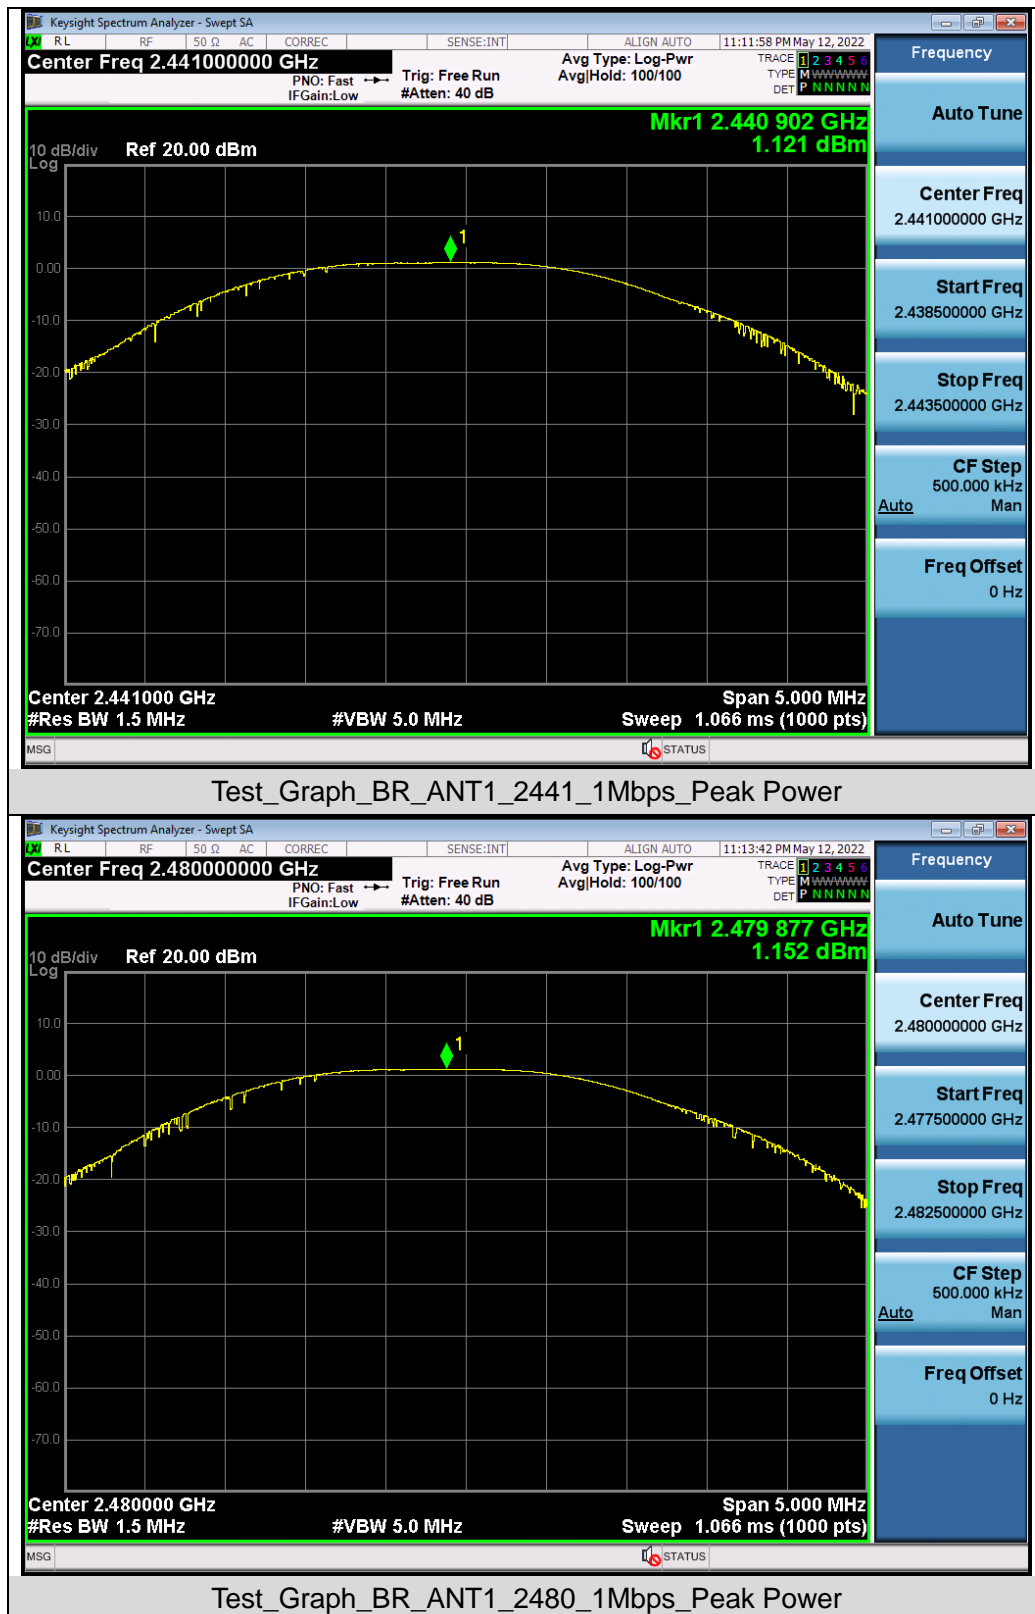 Keysight Spectrum Analyzer - Swept SA
LXI RL RF 50 Ω AC CORREC SENSE:INT ALIGN AUTO 11:11:58 PM May 12, 2022
Center Freq 2.441000000 GHz
PNO: Fast
IFGain:Low
Trig: Free Run
#Atten: 40 dB
Avg Type: Log-Pwr
Avg|Hold: 100/100
TRACE 1 2 3 4 5 6
TYPE M WWWWW
DET P N N N N N
Frequency
Auto Tune
Center Freq
2.441000000 GHz
Start Freq
2.438500000 GHz
Stop Freq
2.443500000 GHz
CF Step
500.000 kHz
Auto Man
Freq Offset
0 Hz
Mkr1 2.440 902 GHz
1.121 dBm
10 dB/div Ref 20.00 dBm
Log
10.0
1
0.00
-10.0
-20.0
-30.0
-40.0
-50.0
-60.0
-70.0
Center 2.441000 GHz Span 5.000 MHz
#Res BW 1.5 MHz #VBW 5.0 MHz Sweep 1.066 ms (1000 pts)
MSG STATUS
Test_Graph_BR_ANT1_2441_1Mbps_Peak Power
Keysight Spectrum Analyzer - Swept SA
LXI RL RF 50 Ω AC CORREC SENSE:INT ALIGN AUTO 11:13:42 PM May 12, 2022
Center Freq 2.480000000 GHz
PNO: Fast
IFGain:Low
Trig: Free Run
#Atten: 40 dB
Avg Type: Log-Pwr
Avg|Hold: 100/100
TRACE 1 2 3 4 5 6
TYPE M WWWWW
DET P N N N N N
Frequency
Auto Tune
Center Freq
2.480000000 GHz
Start Freq
2.477500000 GHz
Stop Freq
2.482500000 GHz
CF Step
500.000 kHz
Auto Man
Freq Offset
0 Hz
Mkr1 2.479 877 GHz
1.152 dBm
10 dB/div Ref 20.00 dBm
Log
10.0
1
0.00
-10.0
-20.0
-30.0
-40.0
-50.0
-60.0
-70.0
Center 2.480000 GHz Span 5.000 MHz
#Res BW 1.5 MHz #VBW 5.0 MHz Sweep 1.066 ms (1000 pts)
MSG STATUS
Test_Graph_BR_ANT1_2480_1Mbps_Peak Power